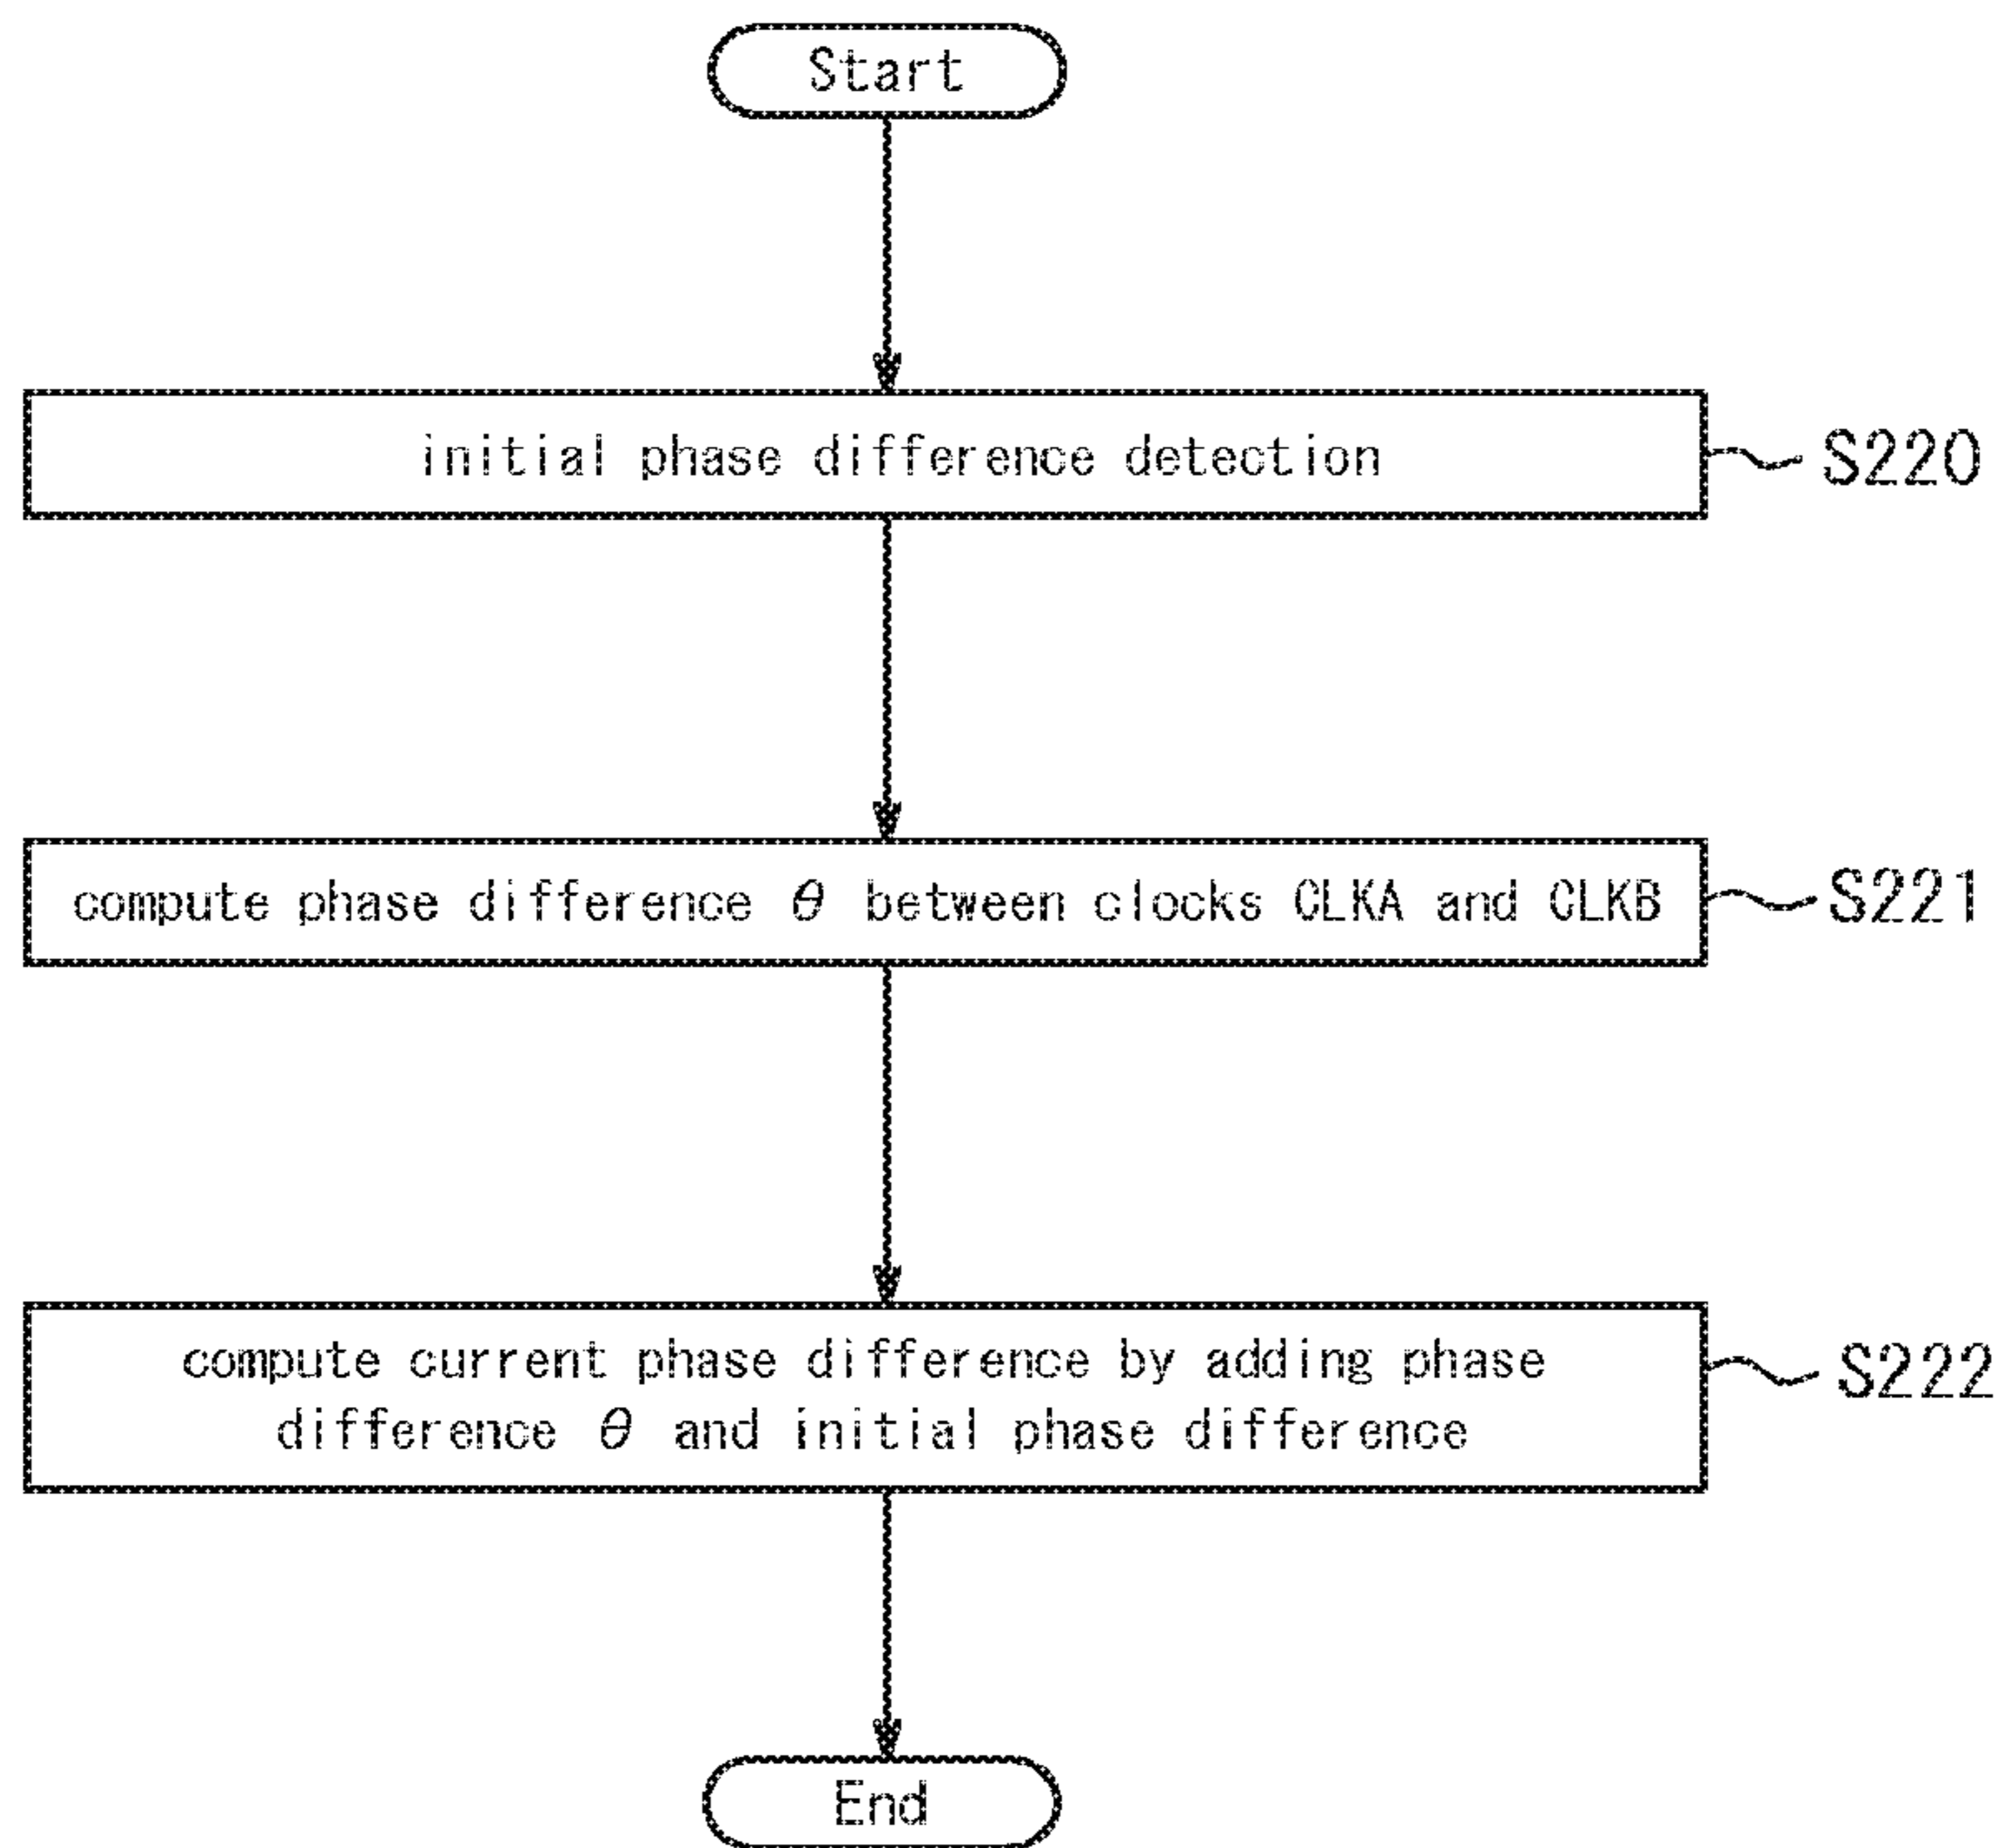 Start
initial phase difference detection
S220
compute phase difference θ between clocks CLKA and CLKB
S221
compute current phase difference by adding phase
difference θ and initial phase difference
S222
End